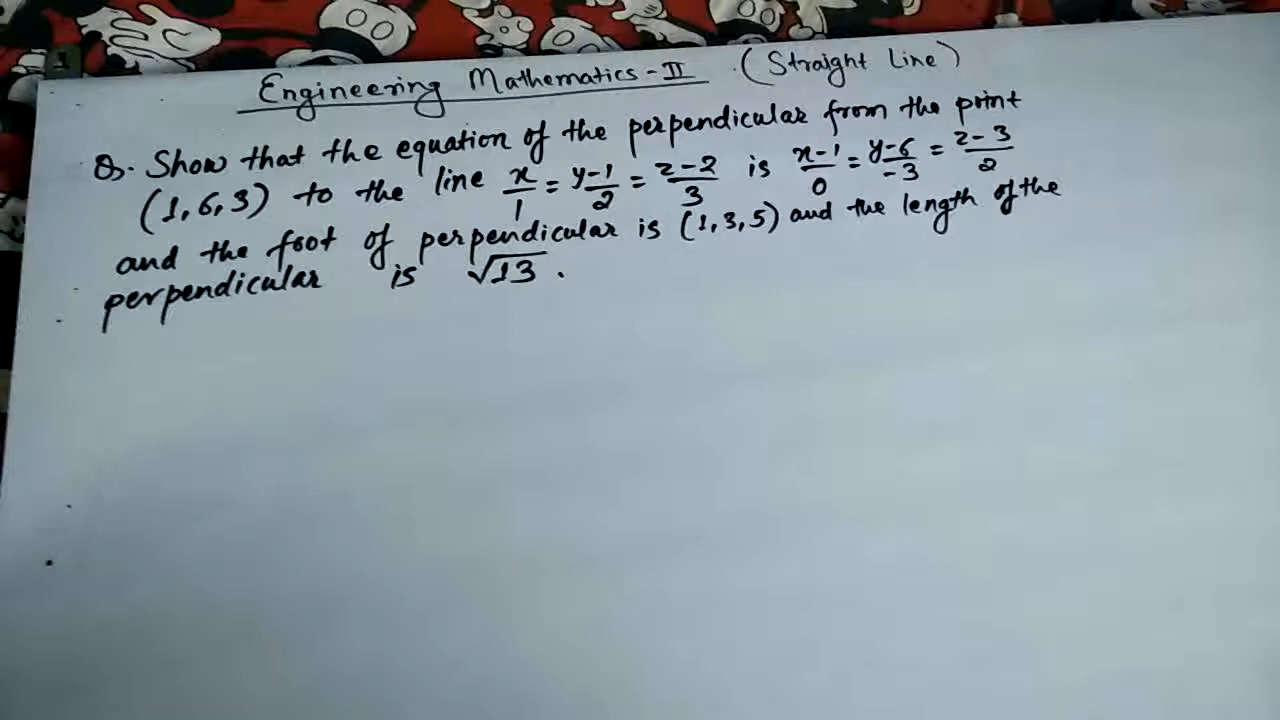 Engineering Mathematics - II (Straight Line)
Q. Show that the equation of the perpendicular from the point
(1,6,3) to the line x/1 = y-1/2 = z-2/3 is x-1/0 = y-6/-3 = z-3/2
and the foot of perpendicular is (1,3,5) and the length of the
perpendicular is √13.